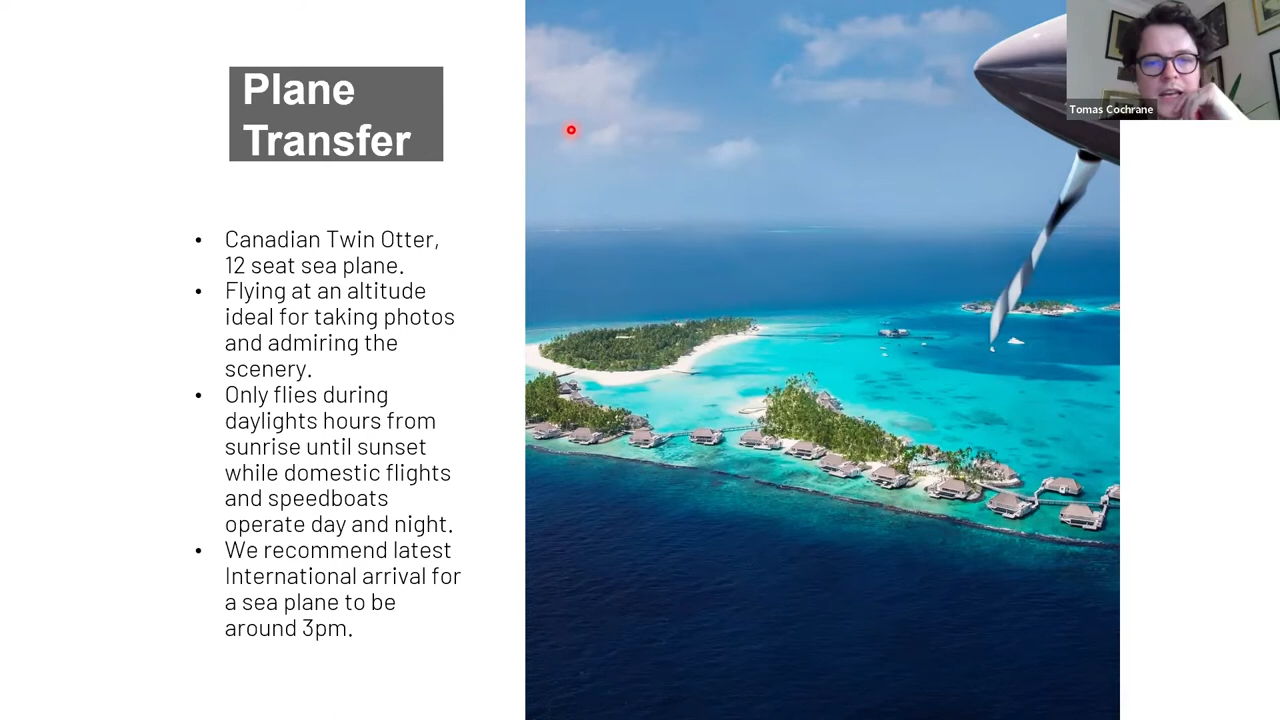 Plane
Transfer
Tomas Cochrane
• Canadian Twin Otter,
12 seat sea plane.
• Flying at an altitude
ideal for taking photos
and admiring the
scenery.
• Only flies during
daylights hours from
sunrise until sunset
while domestic flights
and speedboats
operate day and night.
• We recommend latest
International arrival for
a sea plane to be
around 3pm.